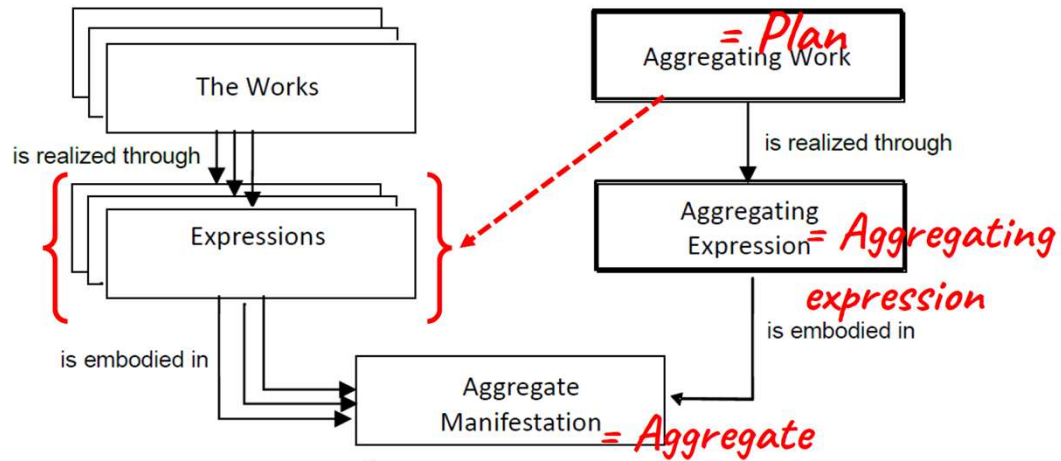 = Plan
The Works
Aggregating Work
is realized through
is realized through
Expressions
Aggregating
Expression
= Aggregating
expression
is embodied in
is embodied in
Aggregate
Manifestation
= Aggregate